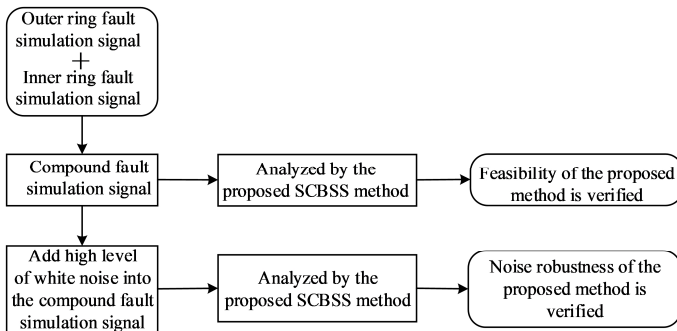 Outer ring fault
simulation signal
+
Inner ring fault
simulation signal
Compound fault
simulation signal
Analyzed by the
proposed SCBSS method
Feasibility of the proposed
method is verified
Add high level
of white noise into
the compound fault
simulation signal
Analyzed by the
proposed SCBSS method
Noise robustness of the
proposed method is
verified